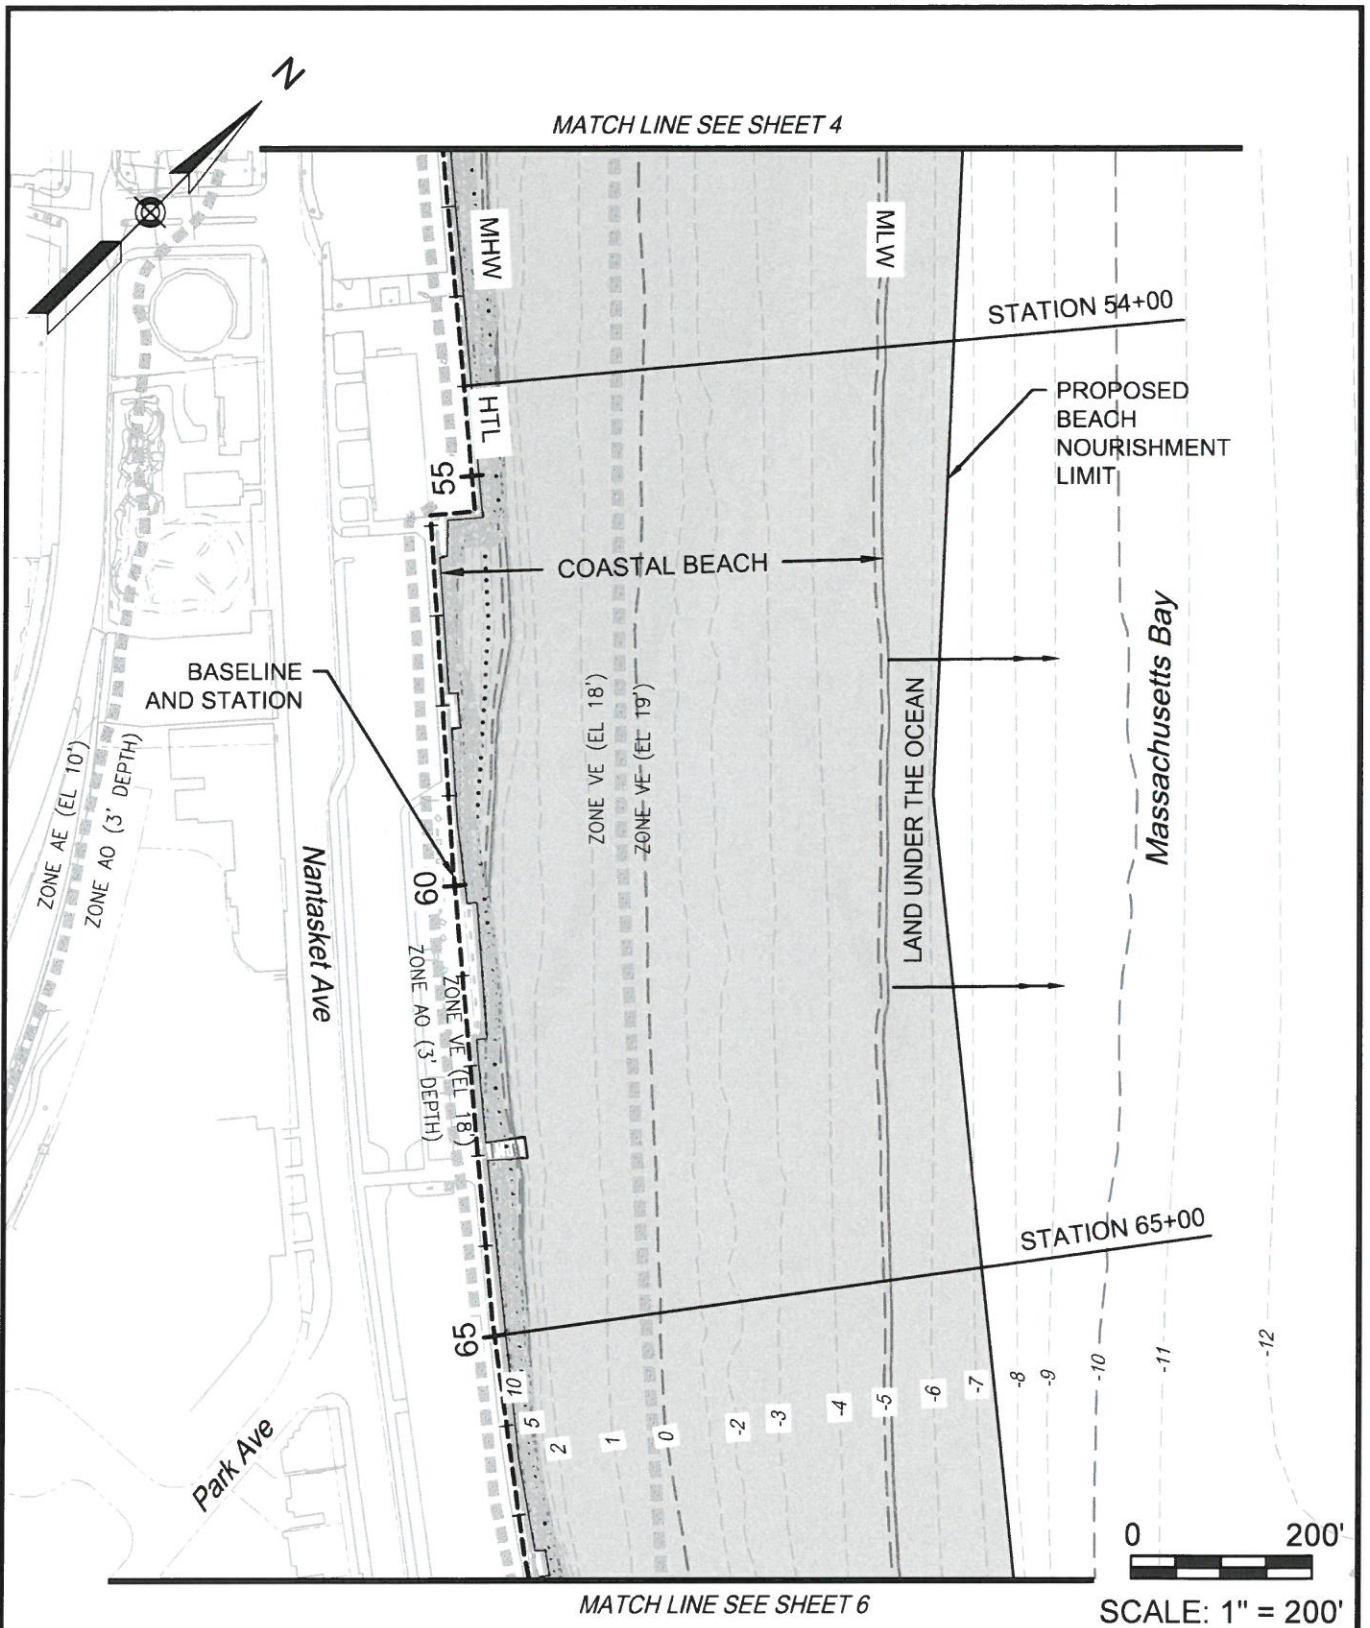 N
MATCH LINE SEE SHEET 4
MHW
MLW
STATION 54+00
HTL
PROPOSED
BEACH
NOURISHMENT
LIMIT
55
COASTAL BEACH
BASELINE
AND STATION
ZONE VE (EL 18')
ZONE VE (EL 19')
LAND UNDER THE OCEAN
Massachusetts Bay
ZONE AE (EL 10')
ZONE AO (3' DEPTH)
Nantasket Ave
60
ZONE AO (3' DEPTH)
ZONE VE (EL 18')
STATION 65+00
65
10
5
2
1
0
-2
-3
-4
-5
-6
-7
-8
-9
-10
-11
-12
Park Ave
0 200'
SCALE: 1" = 200'
MATCH LINE SEE SHEET 6